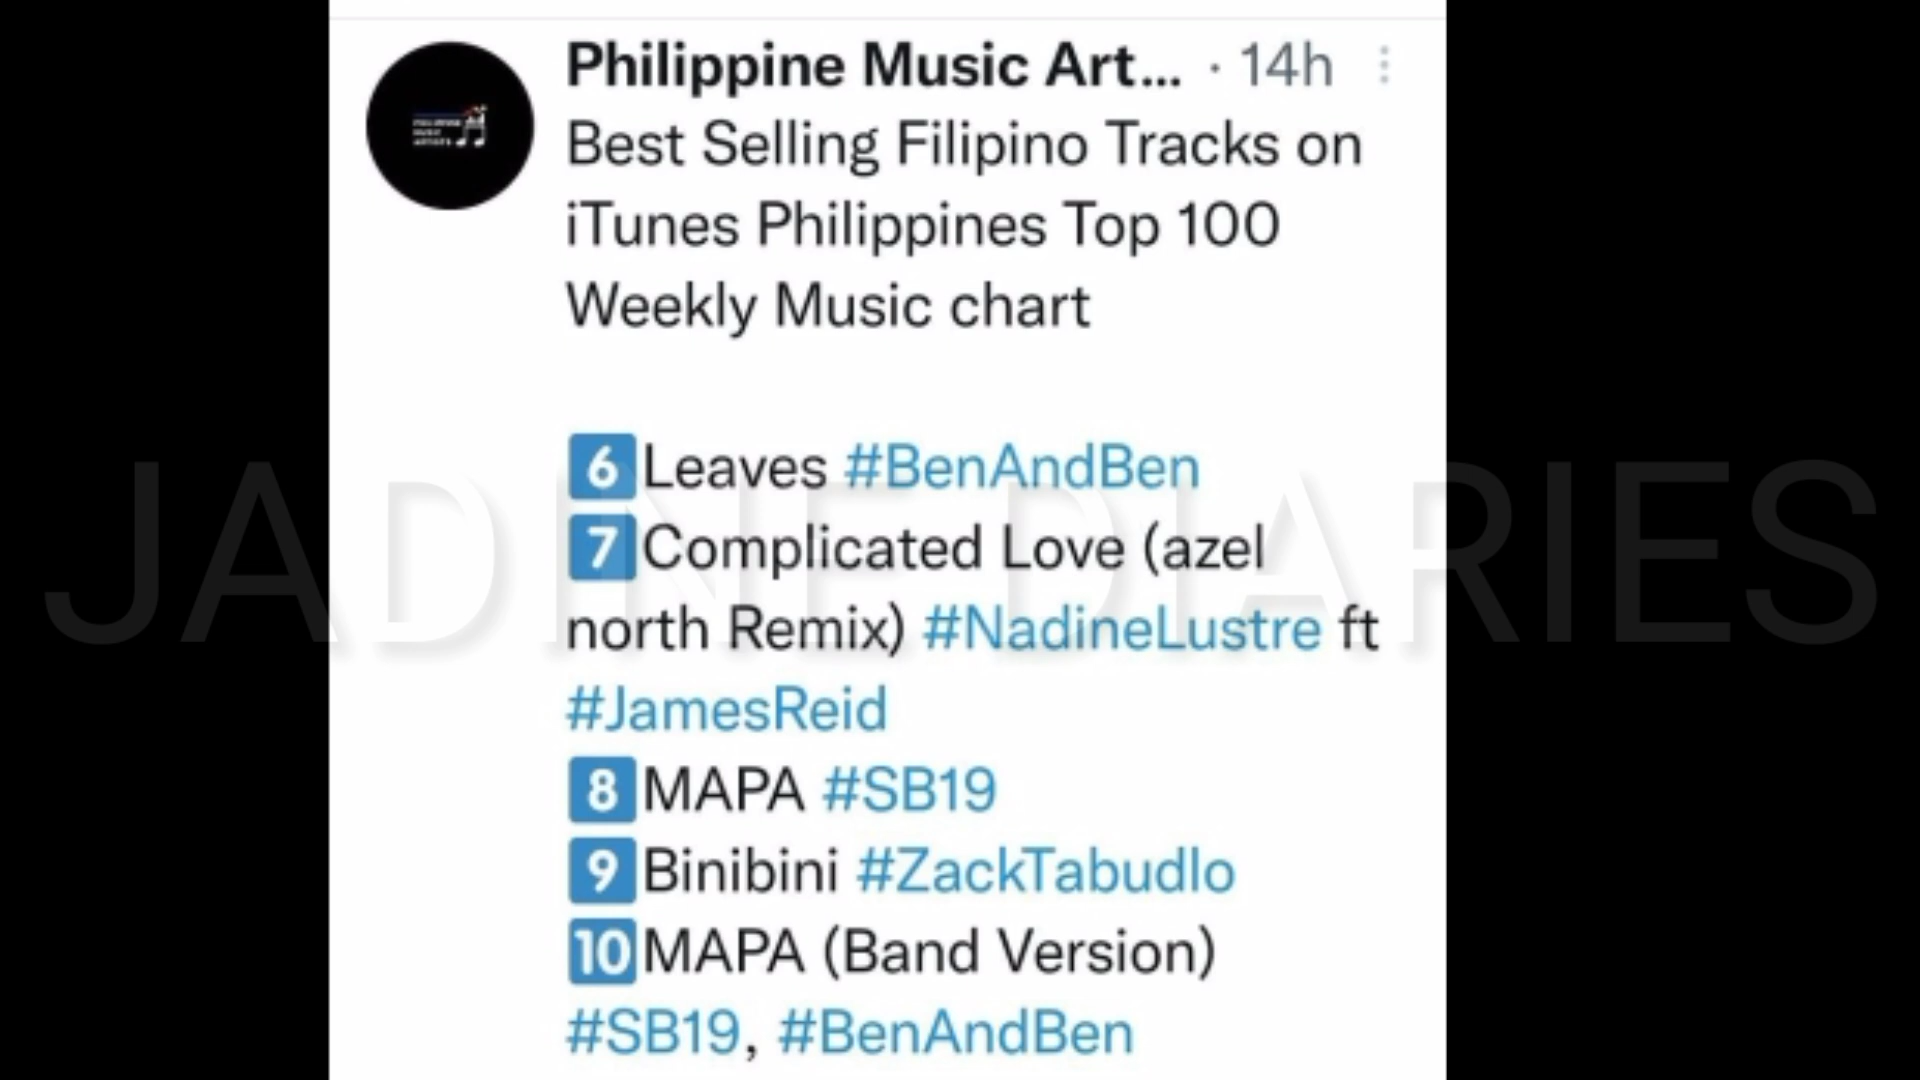 Philippine Music Art... · 14h
Best Selling Filipino Tracks on
iTunes Philippines Top 100
Weekly Music chart
6 Leaves #BenAndBen
7 Complicated Love (azel
north Remix) #NadineLustre ft
#JamesReid
8 MAPA #SB19
9 Binibini #ZackTabudlo
10 MAPA (Band Version)
#SB19, #BenAndBen
JADINE DIARIES